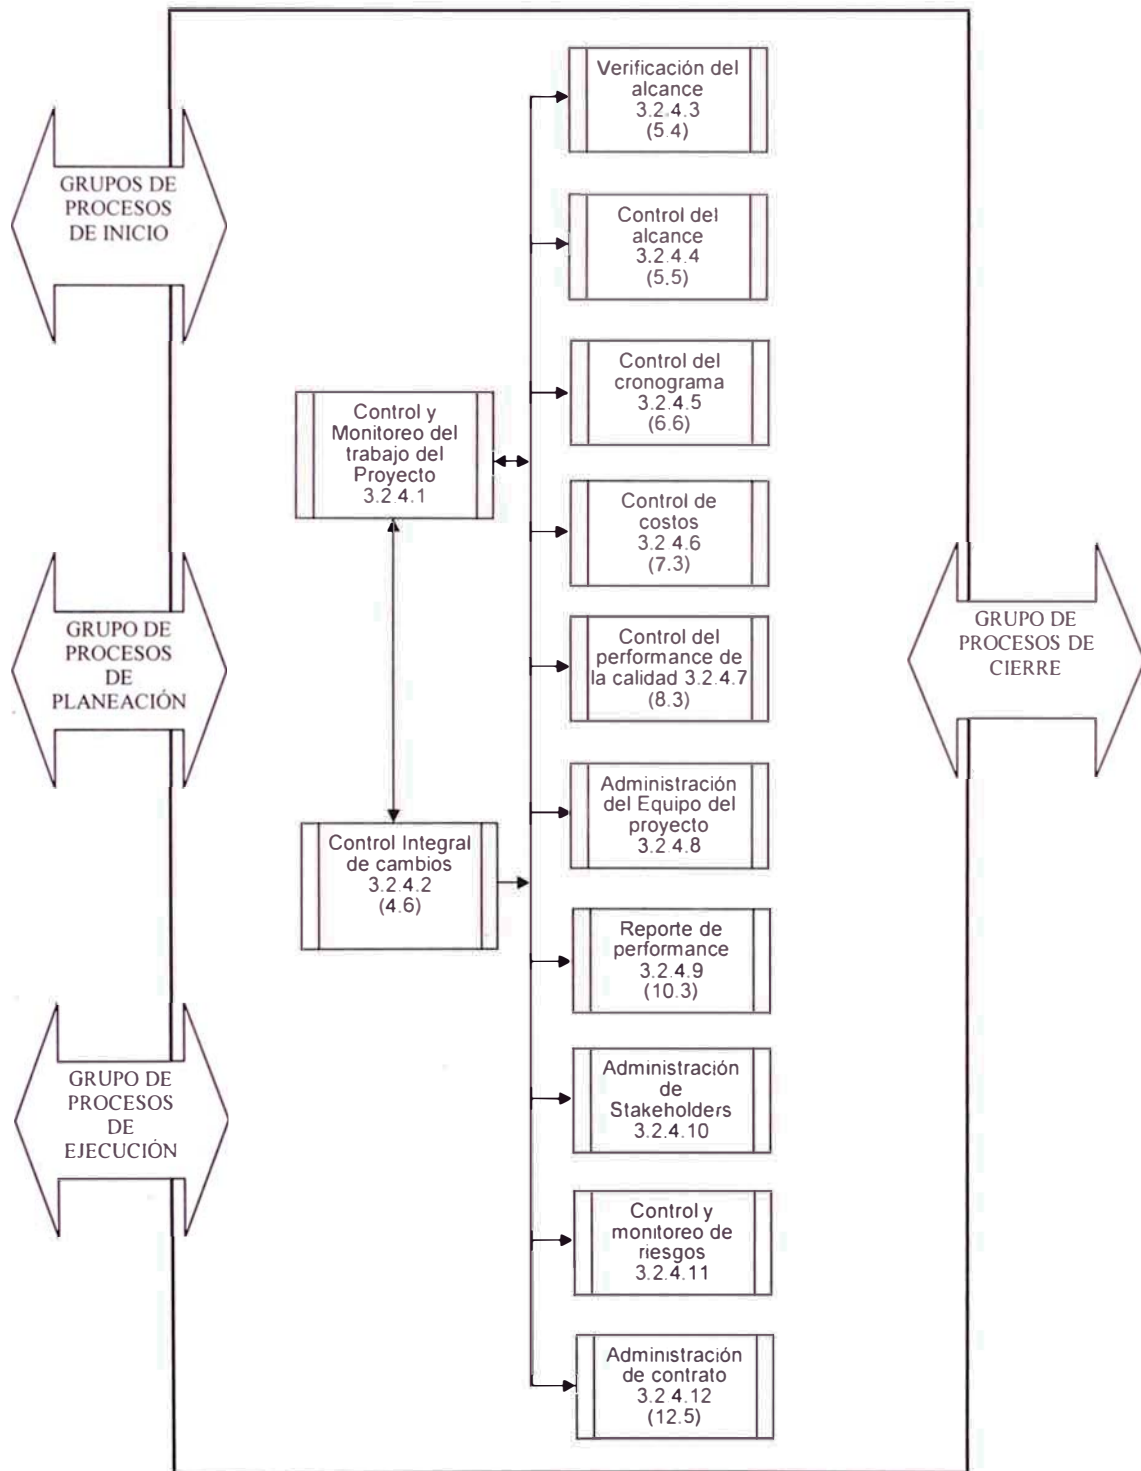 Verificación del
alcance
3.2.4.3
(5.4)
GRUPOS DE
PROCESOS
DE INICIO
Control del
alcance
3.2.4.4
(5.5)
Control del
cronograma
3.2.4.5
(6.6)
Control y
Monitoreo del
trabajo del
Proyecto
3.2.4.1
Control de
costos
3.2.4.6
(7.3)
GRUPO DE
PROCESOS
DE
PLANEACIÓN
Control del
performance de
la calidad 3.2.4.7
(8.3)
GRUPO DE
PROCESOS DE
CIERRE
Administración
del Equipo del
proyecto
3.2.4.8
Control Integral
de cambios
3.2.4.2
(4.6)
Reporte de
performance
3.2.4.9
(10.3)
GRUPO DE
PROCESOS
DE
EJECUCIÓN
Administración
de
Stakeholders
3.2.4.10
Control y
monitoreo de
riesgos
3.2.4.11
Administración
de contrato
3.2.4.12
(12.5)